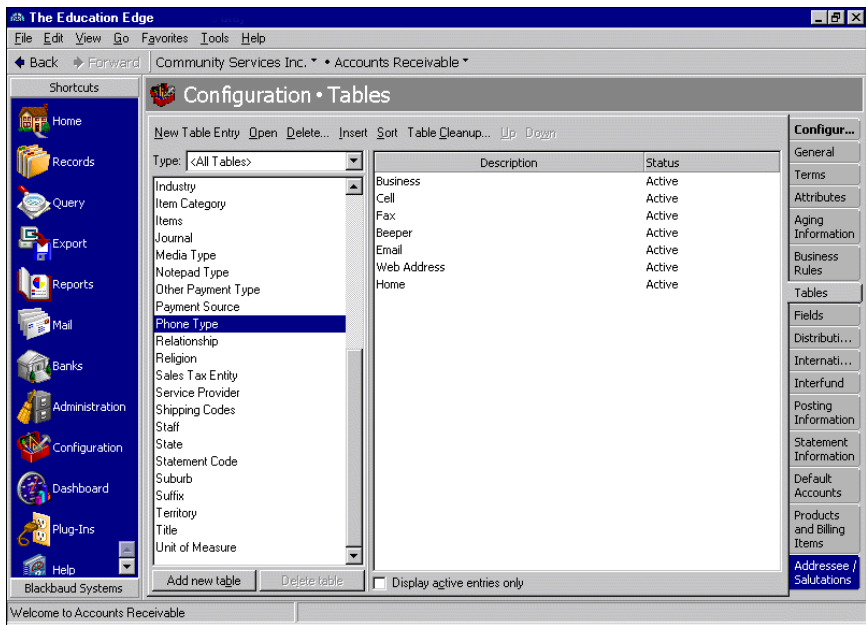 The Education Edge
File Edit View Go Favorites Tools Help
Back Forward Community Services Inc. • Accounts Receivable
Shortcuts
Home
Records
Query
Export
Reports
Mail
Banks
Administration
Configuration
Dashboard
Plug-Ins
Help
Blackbaud Systems
Configuration • Tables
New Table Entry Open Delete... Insert Sort Table Cleanup... Up Down
Type: <All Tables>
Industry
Item Category
Items
Journal
Media Type
Notepad Type
Other Payment Type
Payment Source
Phone Type
Relationship
Religion
Sales Tax Entity
Service Provider
Shipping Codes
Staff
State
Statement Code
Suburb
Suffix
Territory
Title
Unit of Measure
Add new table Delete table
Description Status
Business Active
Cell Active
Fax Active
Beeper Active
Email Active
Web Address Active
Home Active
Display active entries only
Configur...
General
Terms
Attributes
Aging
Information
Business
Rules
Tables
Fields
Distributi...
Internati...
Interfund
Posting
Information
Statement
Information
Default
Accounts
Products
and Billing
Items
Addressee /
Salutations
Welcome to Accounts Receivable